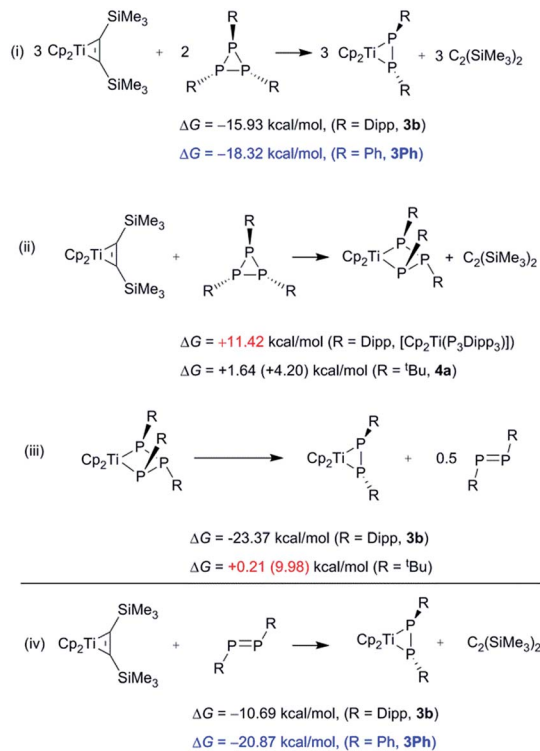 SiMe3
(i) 3 Cp2Ti + 2 P P P R R R 3 Cp2Ti P P R R + 3 C2(SiMe3)2
SiMe3
ΔG = −15.93 kcal/mol, (R = Dipp, 3b)
ΔG = −18.32 kcal/mol, (R = Ph, 3Ph)
SiMe3
(ii) Cp2Ti + P P P R R R Cp2Ti P P P R R R + C2(SiMe3)2
SiMe3
ΔG = +11.42 kcal/mol (R = Dipp, [Cp2Ti(P3Dipp3)])
ΔG = +1.64 (+4.20) kcal/mol (R = tBu, 4a)
(iii) Cp2Ti P P P R R R Cp2Ti P P R R + 0.5 R P=P R
ΔG = -23.37 kcal/mol (R = Dipp, 3b)
ΔG = +0.21 (9.98) kcal/mol (R = tBu)
SiMe3
(iv) Cp2Ti + R P=P R Cp2Ti P P R R + C2(SiMe3)2
SiMe3
ΔG = −10.69 kcal/mol, (R = Dipp, 3b)
ΔG = −20.87 kcal/mol, (R = Ph, 3Ph)